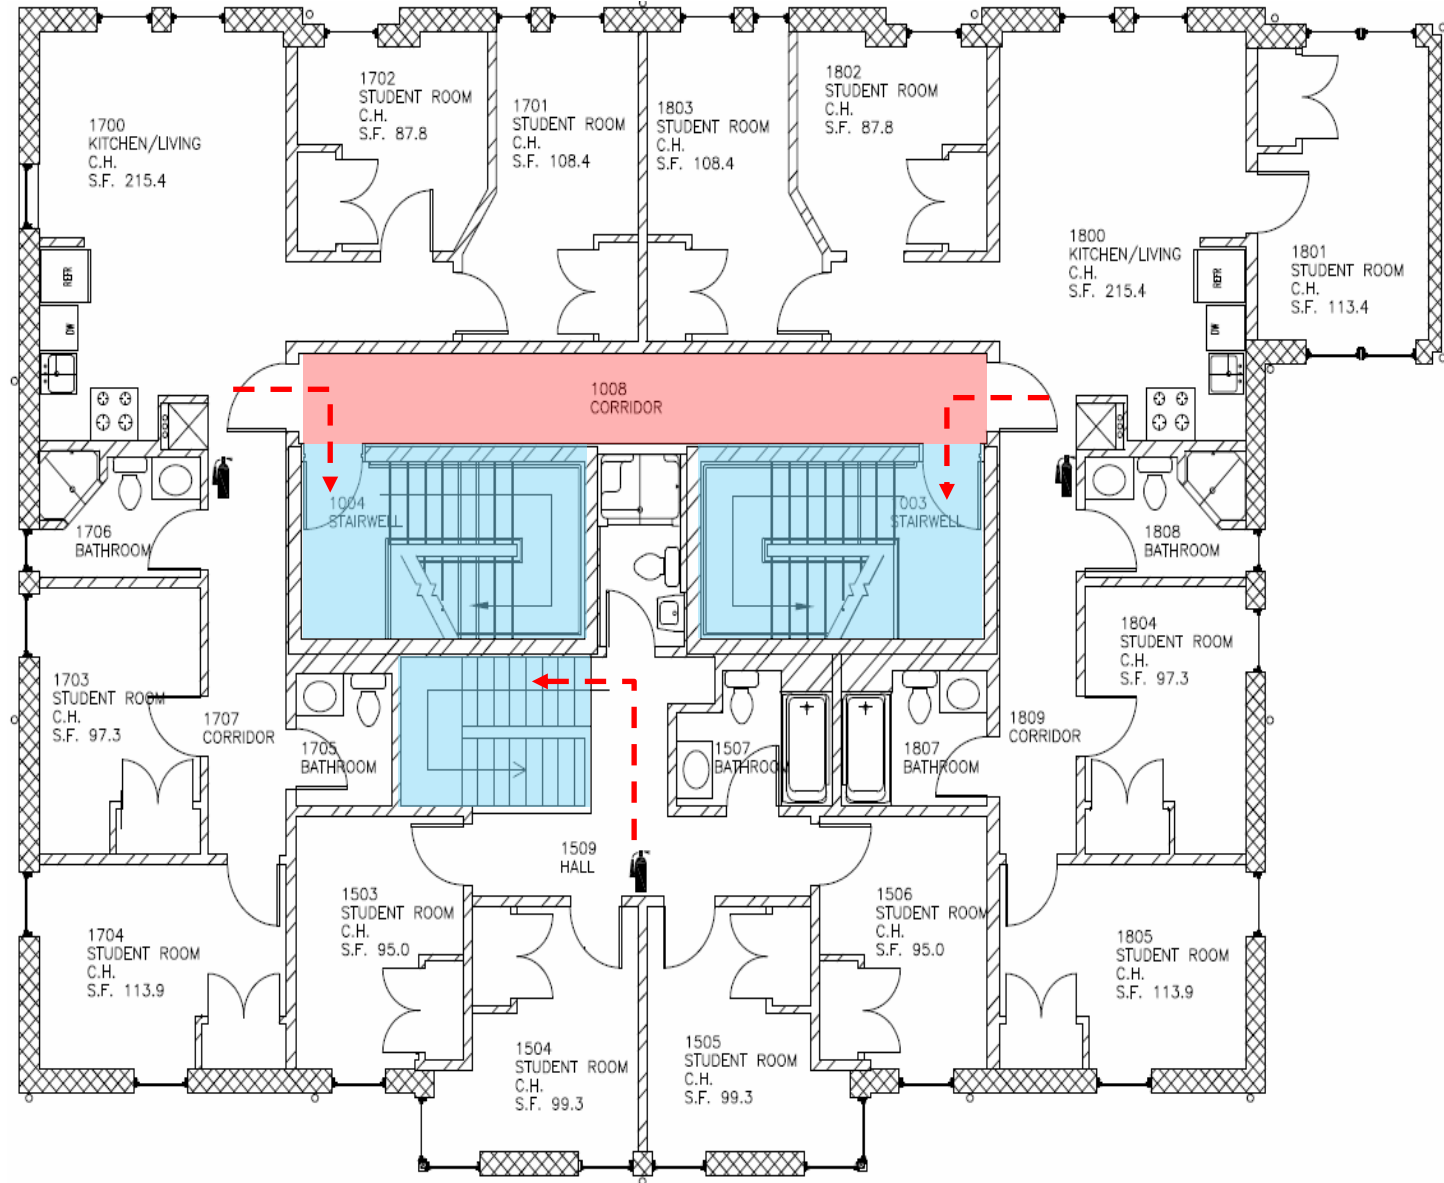 1702
STUDENT ROOM
C.H.
S.F. 87.8
1701
STUDENT ROOM
C.H.
S.F. 108.4
1803
STUDENT ROOM
C.H.
S.F. 108.4
1802
STUDENT ROOM
C.H.
S.F. 87.8
1700
KITCHEN/LIVING
C.H.
S.F. 215.4
1800
KITCHEN/LIVING
C.H.
S.F. 215.4
1801
STUDENT ROOM
C.H.
S.F. 113.4
REFR
REFR
DW
DW
1008
CORRIDOR
1004
STAIRWELL
1003
STAIRWELL
1706
BATHROOM
1808
BATHROOM
1703
STUDENT ROOM
C.H.
S.F. 97.3
1804
STUDENT ROOM
C.H.
S.F. 97.3
1707
CORRIDOR
1705
BATHROOM
1507
BATHROOM
1807
BATHROOM
1809
CORRIDOR
1509
HALL
1704
STUDENT ROOM
C.H.
S.F. 113.9
1503
STUDENT ROOM
C.H.
S.F. 95.0
1506
STUDENT ROOM
C.H.
S.F. 95.0
1805
STUDENT ROOM
C.H.
S.F. 113.9
1504
STUDENT ROOM
C.H.
S.F. 99.3
1505
STUDENT ROOM
C.H.
S.F. 99.3